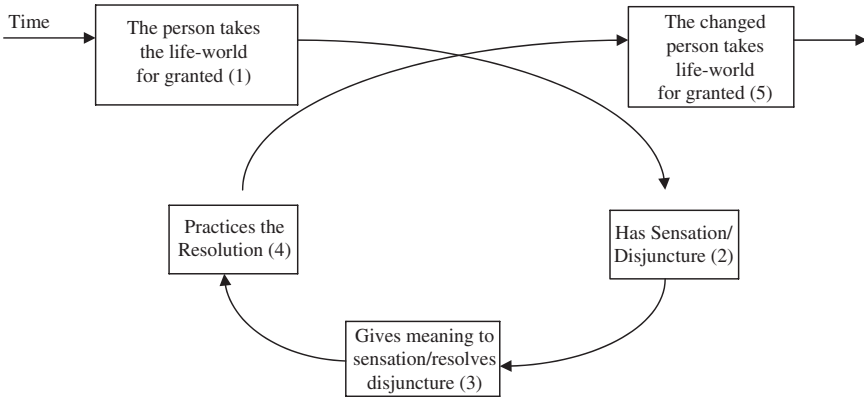 Time
The person takes
the life-world
for granted (1)
The changed
person takes
life-world
for granted (5)
Practices the
Resolution (4)
Has Sensation/
Disjuncture (2)
Gives meaning to
sensation/resolves
disjuncture (3)